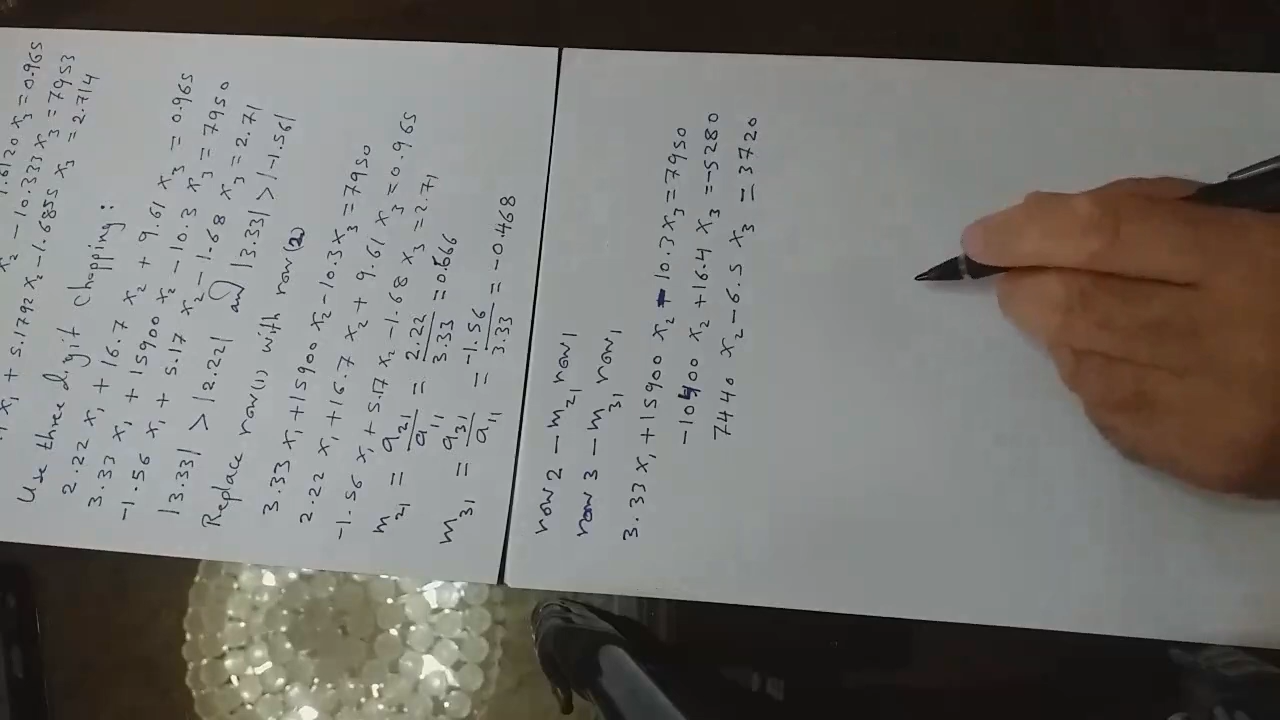 x₁ + 5.1792 x₂ - 1.6855 x₃ = 2.714
x₂ - 10.333 x₃ = 7953
x₂ 1.6120 x₃ = 0.965
Use three digit Chopping:
2.22 x₁ + 16.7 x₂ + 9.61 x₃ = 0.965
3.33 x₁ + 15900 x₂ - 10.3 x₃ = 7950
-1.56 x₁ + 5.17 x₂ - 1.68 x₃ = 2.71
|3.33| > |2.22| and |3.33| > |-1.56|
Replace row(1) with row(2)
3.33 x₁ + 15900 x₂ - 10.3 x₃ = 7950
2.22 x₁ + 16.7 x₂ + 9.61 x₃ = 0.965
-1.56 x₁ + 5.17 x₂ - 1.68 x₃ = 2.71
m₂₁ = a₂₁/a₁₁ = 2.22/3.33 = 0.666
m₃₁ = a₃₁/a₁₁ = -1.56/3.33 = -0.468
row 2 - m₂₁ row 1
row 3 - m₃₁ row 1
3.33 x₁ + 15900 x₂ - 10.3 x₃ = 7950
-10400 x₂ + 16.4 x₃ = -5280
7440 x₂ - 6.5 x₃ = 3720